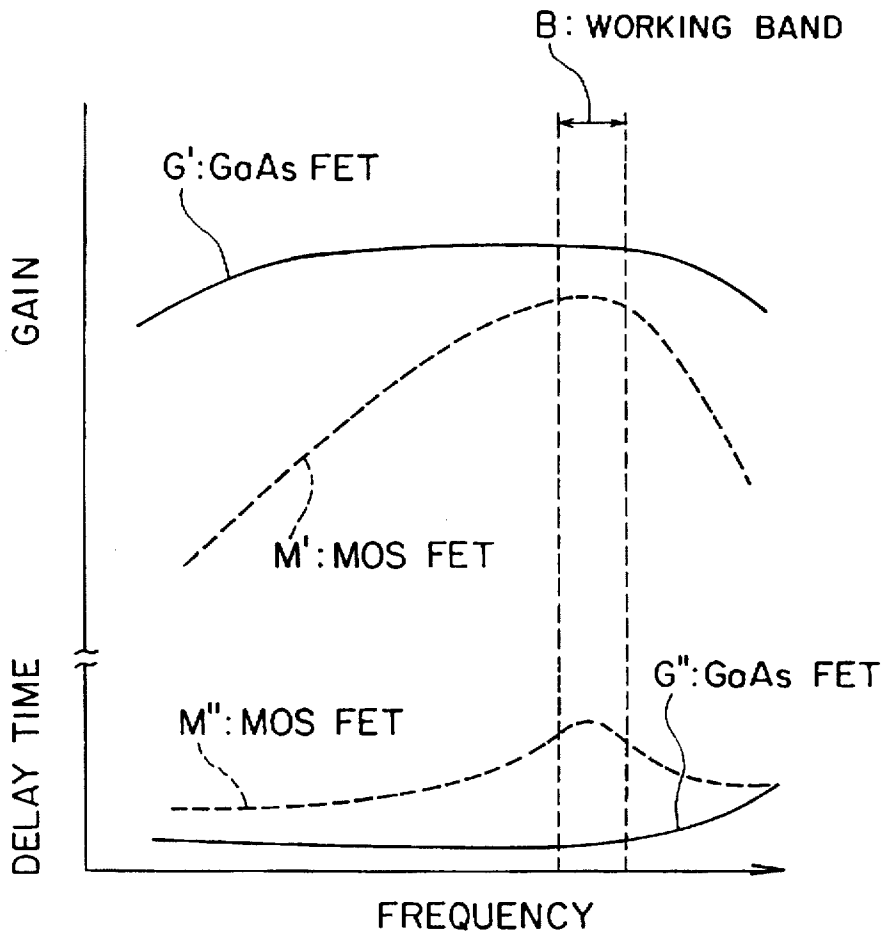 B: WORKING BAND
G':GaAs FET
GAIN
M':MOS FET
G":GaAs FET
M":MOS FET
DELAY TIME
FREQUENCY